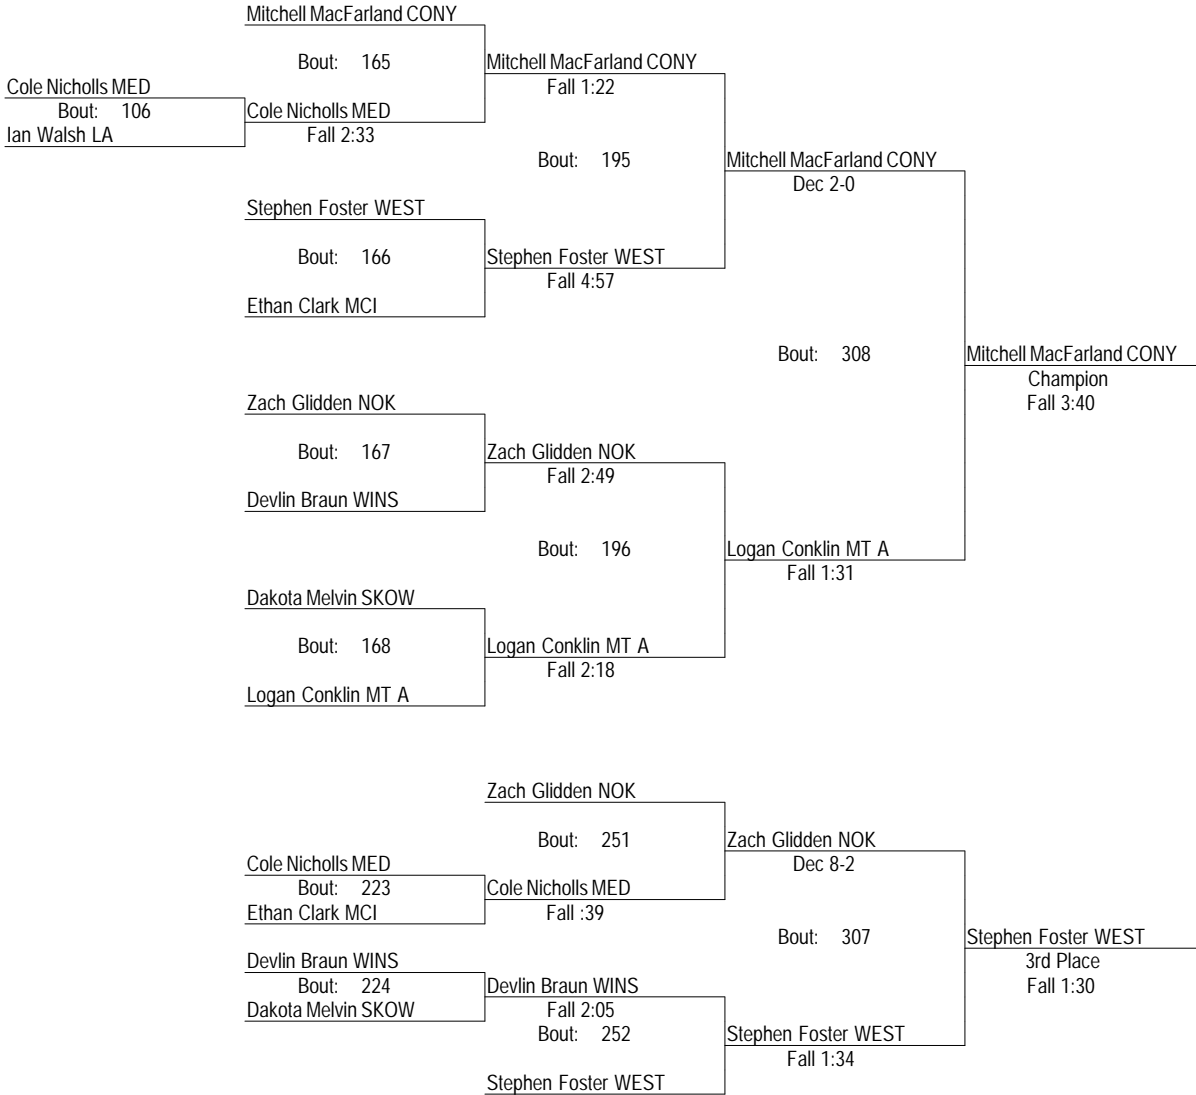 Mitchell MacFarland CONY
Bout: 165
Mitchell MacFarland CONY
Fall 1:22
Cole Nicholls MED
Bout: 106
Ian Walsh LA
Cole Nicholls MED
Fall 2:33
Bout: 195
Mitchell MacFarland CONY
Dec 2-0
Stephen Foster WEST
Bout: 166
Stephen Foster WEST
Fall 4:57
Ethan Clark MCI
Bout: 308
Mitchell MacFarland CONY
Champion
Fall 3:40
Zach Glidden NOK
Bout: 167
Zach Glidden NOK
Fall 2:49
Devlin Braun WINS
Bout: 196
Logan Conklin MT A
Fall 1:31
Dakota Melvin SKOW
Bout: 168
Logan Conklin MT A
Fall 2:18
Logan Conklin MT A
Zach Glidden NOK
Bout: 251
Zach Glidden NOK
Dec 8-2
Cole Nicholls MED
Bout: 223
Ethan Clark MCI
Cole Nicholls MED
Fall :39
Bout: 307
Stephen Foster WEST
3rd Place
Fall 1:30
Devlin Braun WINS
Bout: 224
Dakota Melvin SKOW
Devlin Braun WINS
Fall 2:05
Bout: 252
Stephen Foster WEST
Fall 1:34
Stephen Foster WEST